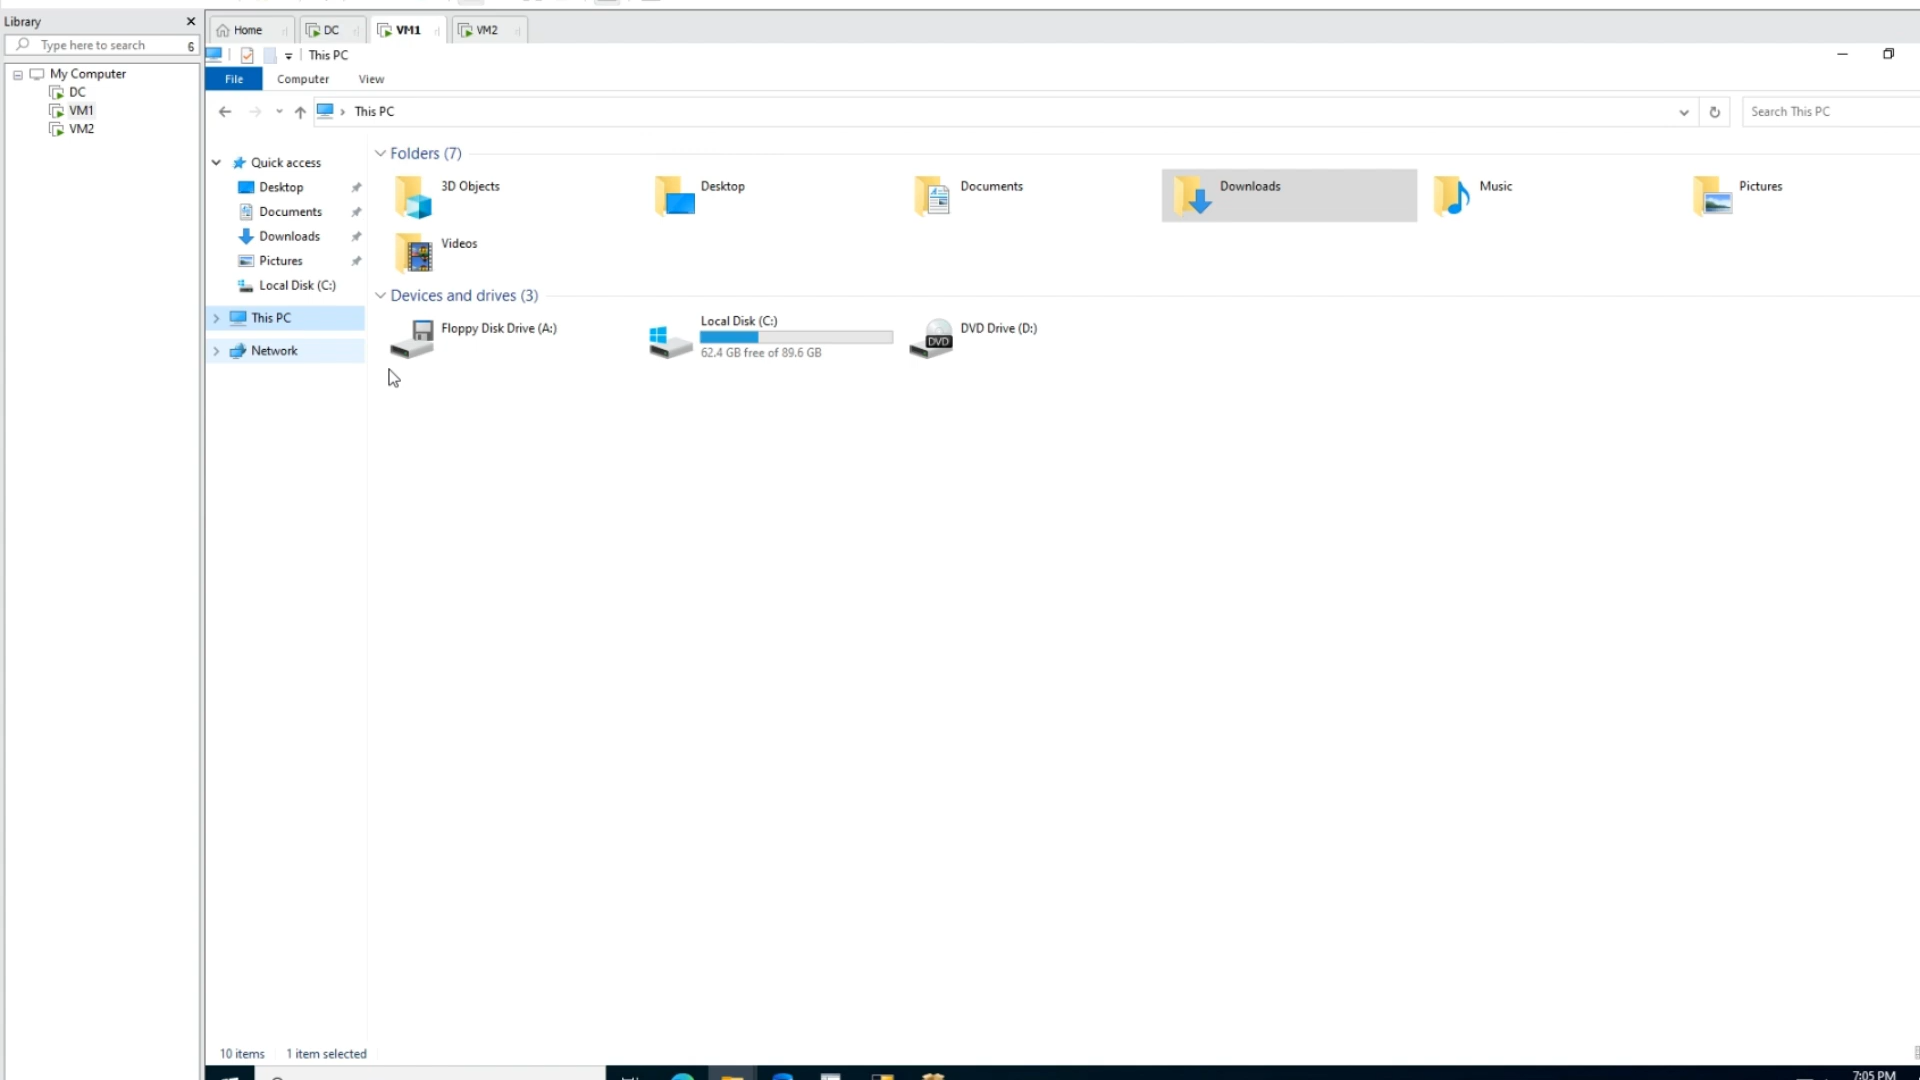 Library
Type here to search
My Computer
DC
VM1
VM2
Home
DC
VM1
VM2
This PC
File
Computer
View
This PC
Search This PC
Quick access
Desktop
Documents
Downloads
Pictures
Local Disk (C:)
This PC
Network
Folders (7)
3D Objects
Desktop
Documents
Downloads
Music
Pictures
Videos
Devices and drives (3)
Floppy Disk Drive (A:)
Local Disk (C:)
62.4 GB free of 89.6 GB
DVD Drive (D:)
DVD
10 items
1 item selected
7:05 PM